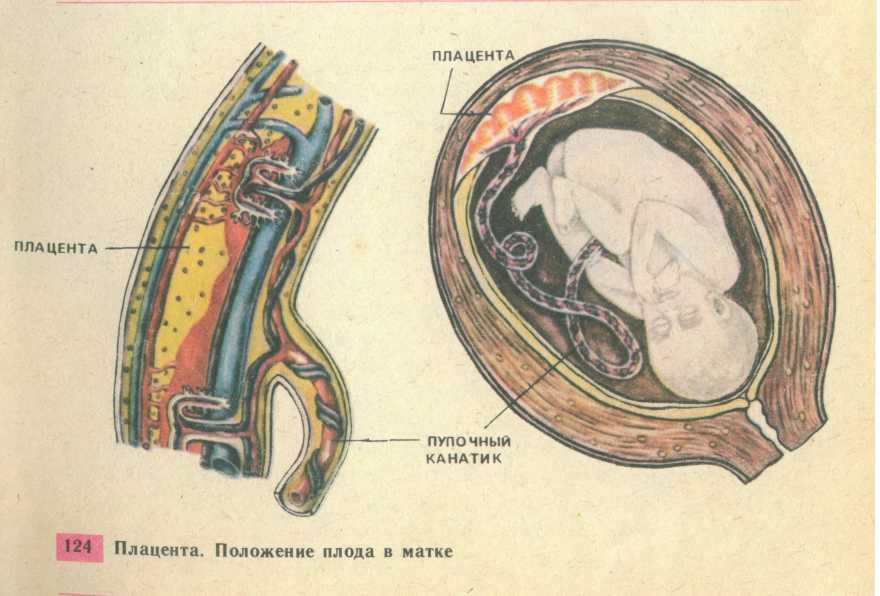 ПЛАЦЕНТА
ПЛАЦЕНТА
ПУПОЧНЫЙ
КАНАТИК
124 Плацента. Положение плода в матке